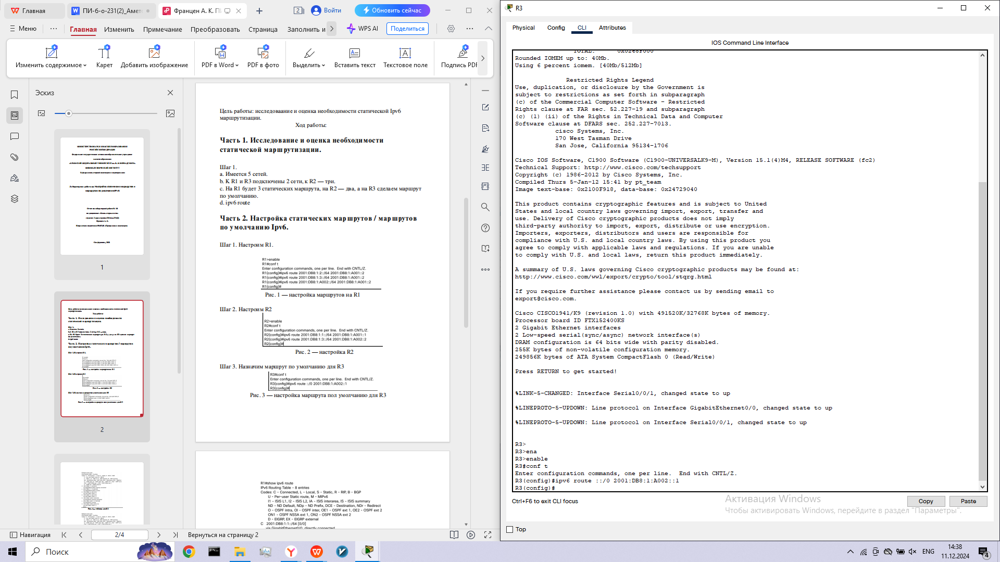 Главная
ПИ-б-о-231(2)_Амет
Францен А. К. ПИ
2
Войти
Обновить сейчас
Меню
Главная
Изменить
Примечание
Преобразовать
Страница
Заполнить и
WPS AI
Поделиться
Изменить содержимое
Карет
Добавить изображение
PDF в Word
PDF в фото
Выделить
Вставить текст
Текстовое поле
Подпись PDF
Эскиз
1
2
Цель работы: исследоваание и оценка необходимости статической Ipv6
маршрутизации.
Ход работы:
Часть 1. Исследование и оценка необходимости
статической маршрутизации.
Шаг 1.
a. Имеется 5 сетей.
b. К R1 и R3 подключены 2 сети, к R2 — три.
c. На R1 будет 3 статических маршрута, на R2 — два, а на R3 сделаем маршрут
по умолчанию.
d. ipv6 route
Часть 2. Настройка статических маршрутов / маршрутов
по умолчанию Ipv6.
Шаг 1. Настроим R1.
R1>enable
R1#conf t
Enter configuration commands, one per line. End with CNTL/Z.
R1(config)#ipv6 route 2001:DB8:1:2::/64 2001:DB8:1:A001::2
R1(config)#ipv6 route 2001:DB8:1:3::/64 2001:DB8:1:A001::2
R1(config)#ipv6 route 2001:DB8:1:A002::/64 2001:DB8:1:A001::2
R1(config)#
Рис. 1 — настройка маршрутов на R1
Шаг 2. Настроим R2
R2>enable
R2#conf t
Enter configuration commands, one per line. End with CNTL/Z.
R2(config)#ipv6 route 2001:DB8:1:1::/64 2001:DB8:1:A001::1
R2(config)#ipv6 route 2001:DB8:1:3::/64 2001:DB8:1:A002::2
R2(config)#
Рис. 2 — настройка R2
Шаг 3. Назначим маршрут по умолчанию для R3
R3#conf t
Enter configuration commands, one per line. End with CNTL/Z.
R3(config)#ipv6 route ::/0 2001:DB8:1:A002::1
R3(config)#
Рис. 3 — настройка маршрута пол умолчанию для R3
R1#show ipv6 route
IPv6 Routing Table - 8 entries
Codes: C - Connected, L - Local, S - Static, R - RIP, B - BGP
U - Per-user Static route, M - MIPv6
I1 - ISIS L1, I2 - ISIS L2, IA - ISIS interarea, IS - ISIS summary
ND - ND Default, NDp - ND Prefix, DCE - Destination, NDr - Redirect
O - OSPF intra, OI - OSPF inter, OE1 - OSPF ext 1, OE2 - OSPF ext 2
ON1 - OSPF NSSA ext 1, ON2 - OSPF NSSA ext 2
D - EIGRP, EX - EIGRP external
C 2001:DB8:1:1::/64 [0/0]
via GigabitEthernet0/0, directly connected
Навигация
2/4
Вернуться на страницу 2
R3
Physical
Config
CLI
Attributes
IOS Command Line Interface
TOTAL: 0x0268F000
Rounded IOMEM up to: 40Mb.
Using 6 percent iomem. [40Mb/512Mb]
Restricted Rights Legend
Use, duplication, or disclosure by the Government is
subject to restrictions as set forth in subparagraph
(c) of the Commercial Computer Software - Restricted
Rights clause at FAR sec. 52.227-19 and subparagraph
(c) (1) (ii) of the Rights in Technical Data and Computer
Software clause at DFARS sec. 252.227-7013.
cisco Systems, Inc.
170 West Tasman Drive
San Jose, California 95134-1706
Cisco IOS Software, C1900 Software (C1900-UNIVERSALK9-M), Version 15.1(4)M4, RELEASE SOFTWARE (fc2)
Technical Support: http://www.cisco.com/techsupport
Copyright (c) 1986-2012 by Cisco Systems, Inc.
Compiled Thurs 5-Jan-12 15:41 by pt_team
Image text-base: 0x2100F918, data-base: 0x24729040
This product contains cryptographic features and is subject to United
States and local country laws governing import, export, transfer and
use. Delivery of Cisco cryptographic products does not imply
third-party authority to import, export, distribute or use encryption.
Importers, exporters, distributors and users are responsible for
compliance with U.S. and local country laws. By using this product you
agree to comply with applicable laws and regulations. If you are unable
to comply with U.S. and local laws, return this product immediately.
A summary of U.S. laws governing Cisco cryptographic products may be found at:
http://www.cisco.com/wwl/export/crypto/tool/stqrg.html
If you require further assistance please contact us by sending email to
export@cisco.com.
Cisco CISCO1941/K9 (revision 1.0) with 491520K/32768K bytes of memory.
Processor board ID FTX152400KS
2 Gigabit Ethernet interfaces
2 Low-speed serial(sync/async) network interface(s)
DRAM configuration is 64 bits wide with parity disabled.
255K bytes of non-volatile configuration memory.
249856K bytes of ATA System CompactFlash 0 (Read/Write)
Press RETURN to get started!
%LINK-5-CHANGED: Interface Serial0/0/1, changed state to up
%LINEPROTO-5-UPDOWN: Line protocol on Interface GigabitEthernet0/0, changed state to up
%LINEPROTO-5-UPDOWN: Line protocol on Interface Serial0/0/1, changed state to up
R3>
R3>ena
R3>enable
R3#conf t
Enter configuration commands, one per line. End with CNTL/Z.
R3(config)#ipv6 route ::/0 2001:DB8:1:A002::1
R3(config)#
Ctrl+F6 to exit CLI focus
Copy
Paste
Активация Windows
Чтобы активировать Windows, перейдите в раздел "Параметры".
Top
Поиск
ENG
14:38
11.12.2024
4